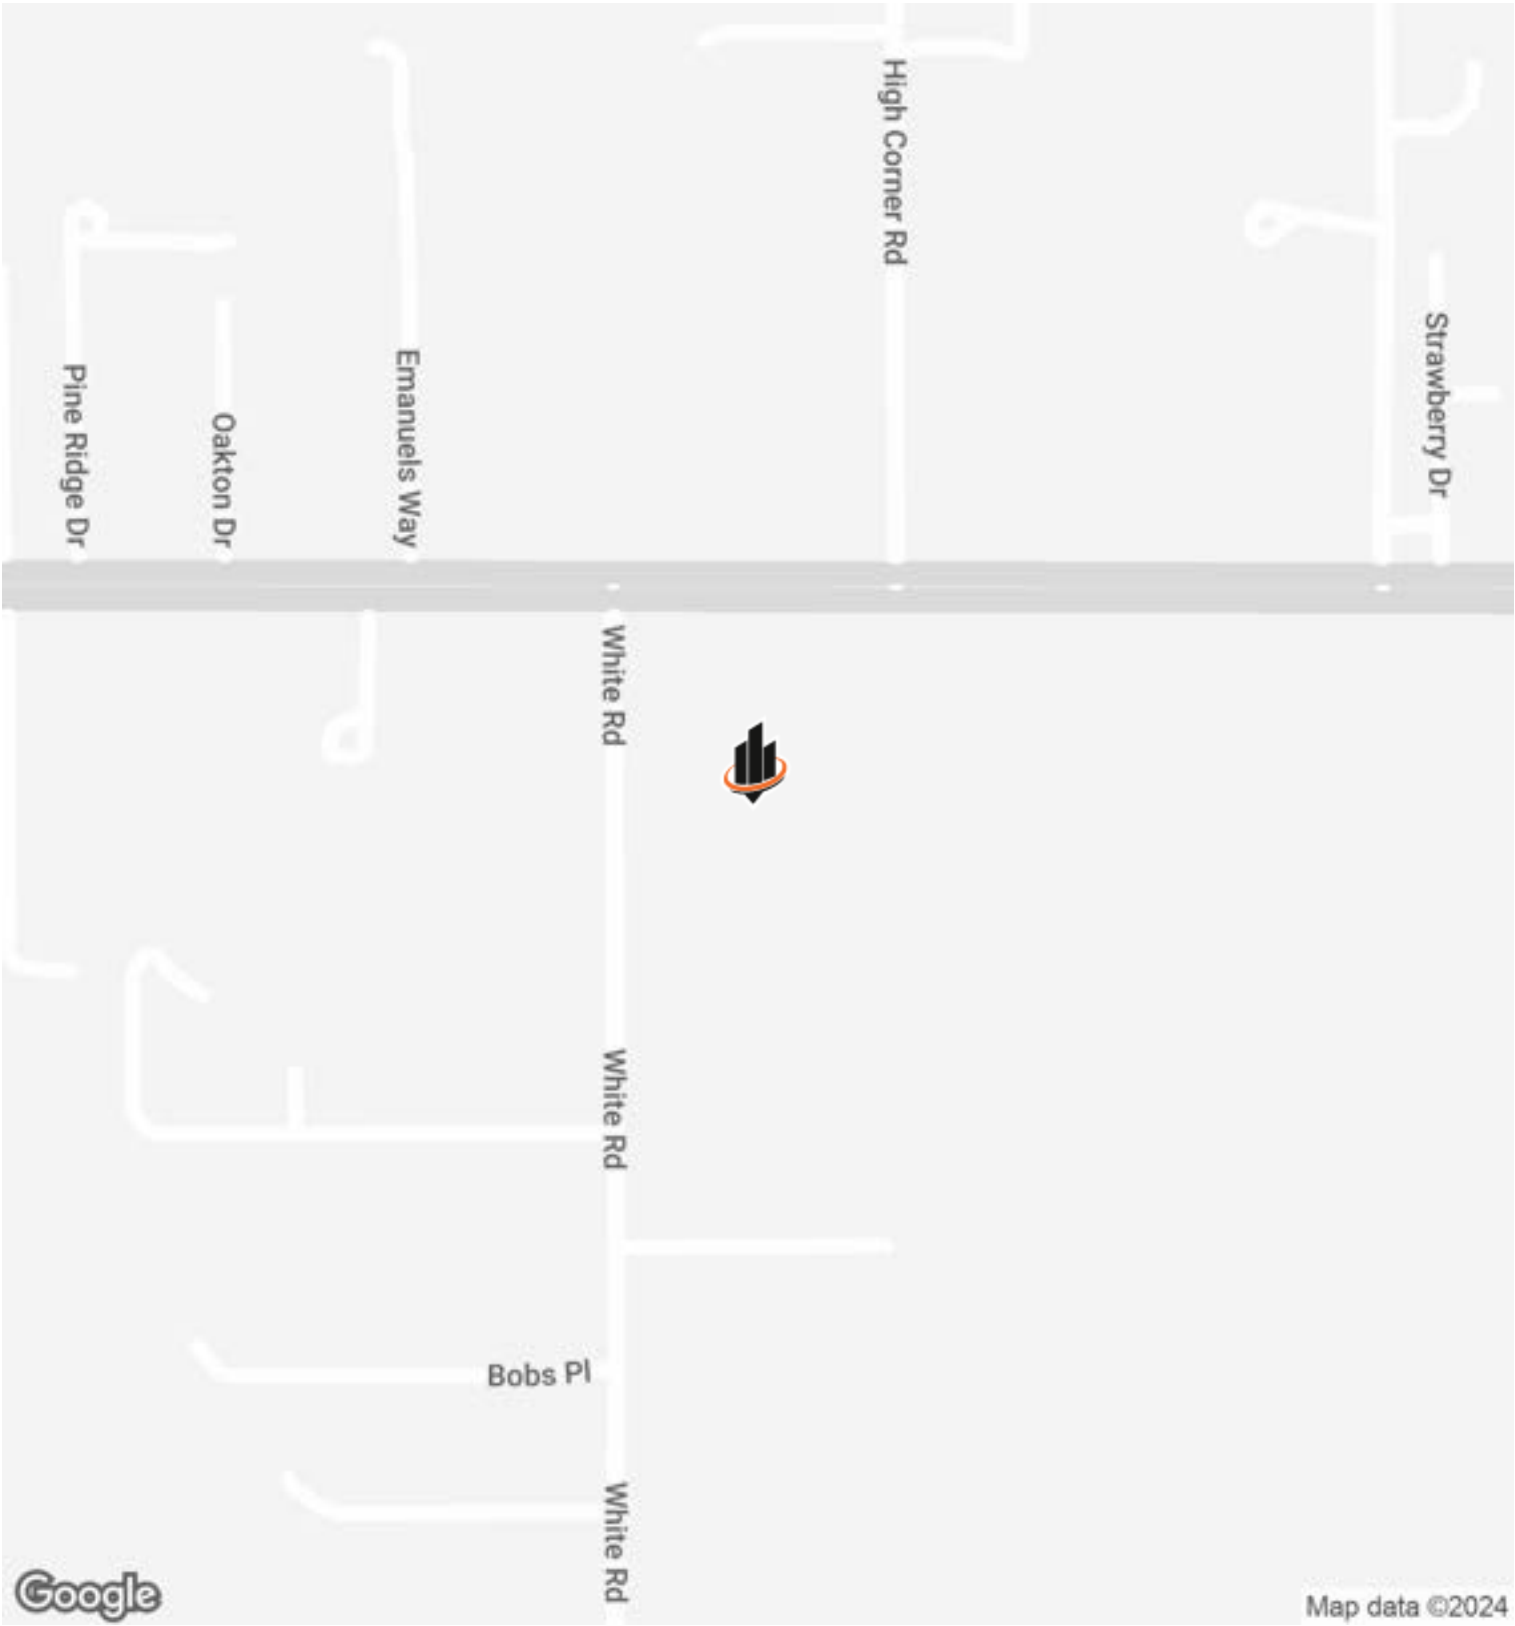 High Corner Rd
Strawberry Dr
Emanuels Way
Pine Ridge Dr
Oakton Dr
White Rd
White Rd
Bobs Pl
White Rd
Google
Map data ©2024